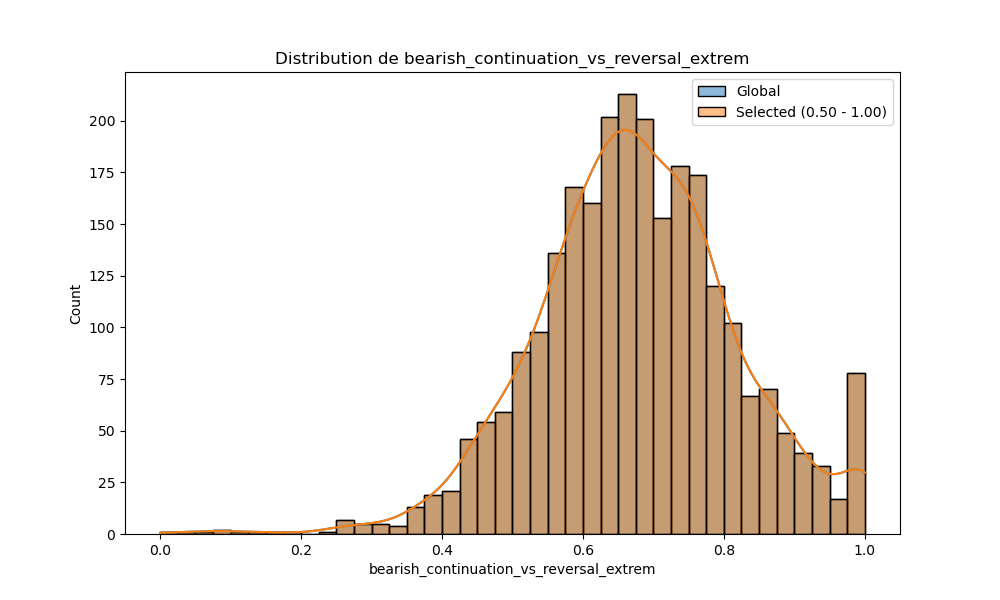 Distribution de bearish_continuation_vs_reversal_extrem
Global
Selected (0.50 - 1.00)
200
175
150
125
100
75
50
25
0
Count
0.0 0.2 0.4 0.6 0.8 1.0
bearish_continuation_vs_reversal_extrem